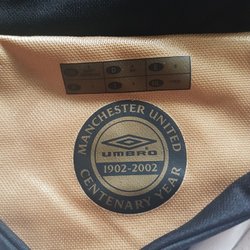 MANCHESTER UNITED
UMBRO
1902-2002
CENTENARY YEAR